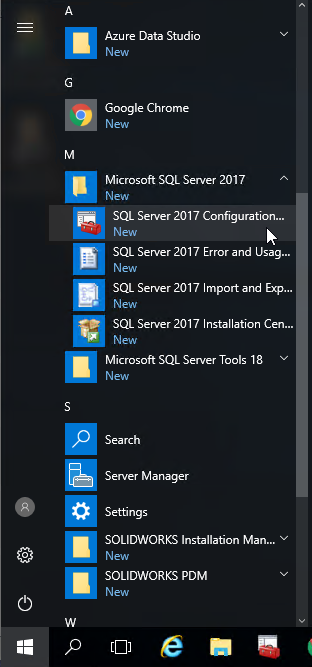 A
Azure Data Studio
New
G
Google Chrome
New
M
Microsoft SQL Server 2017
New
SQL Server 2017 Configuration...
New
SQL Server 2017 Error and Usag...
New
SQL Server 2017 Import and Exp...
New
SQL Server 2017 Installation Cen...
New
Microsoft SQL Server Tools 18
New
S
Search
Server Manager
Settings
SOLIDWORKS Installation Man...
New
SOLIDWORKS PDM
New
W